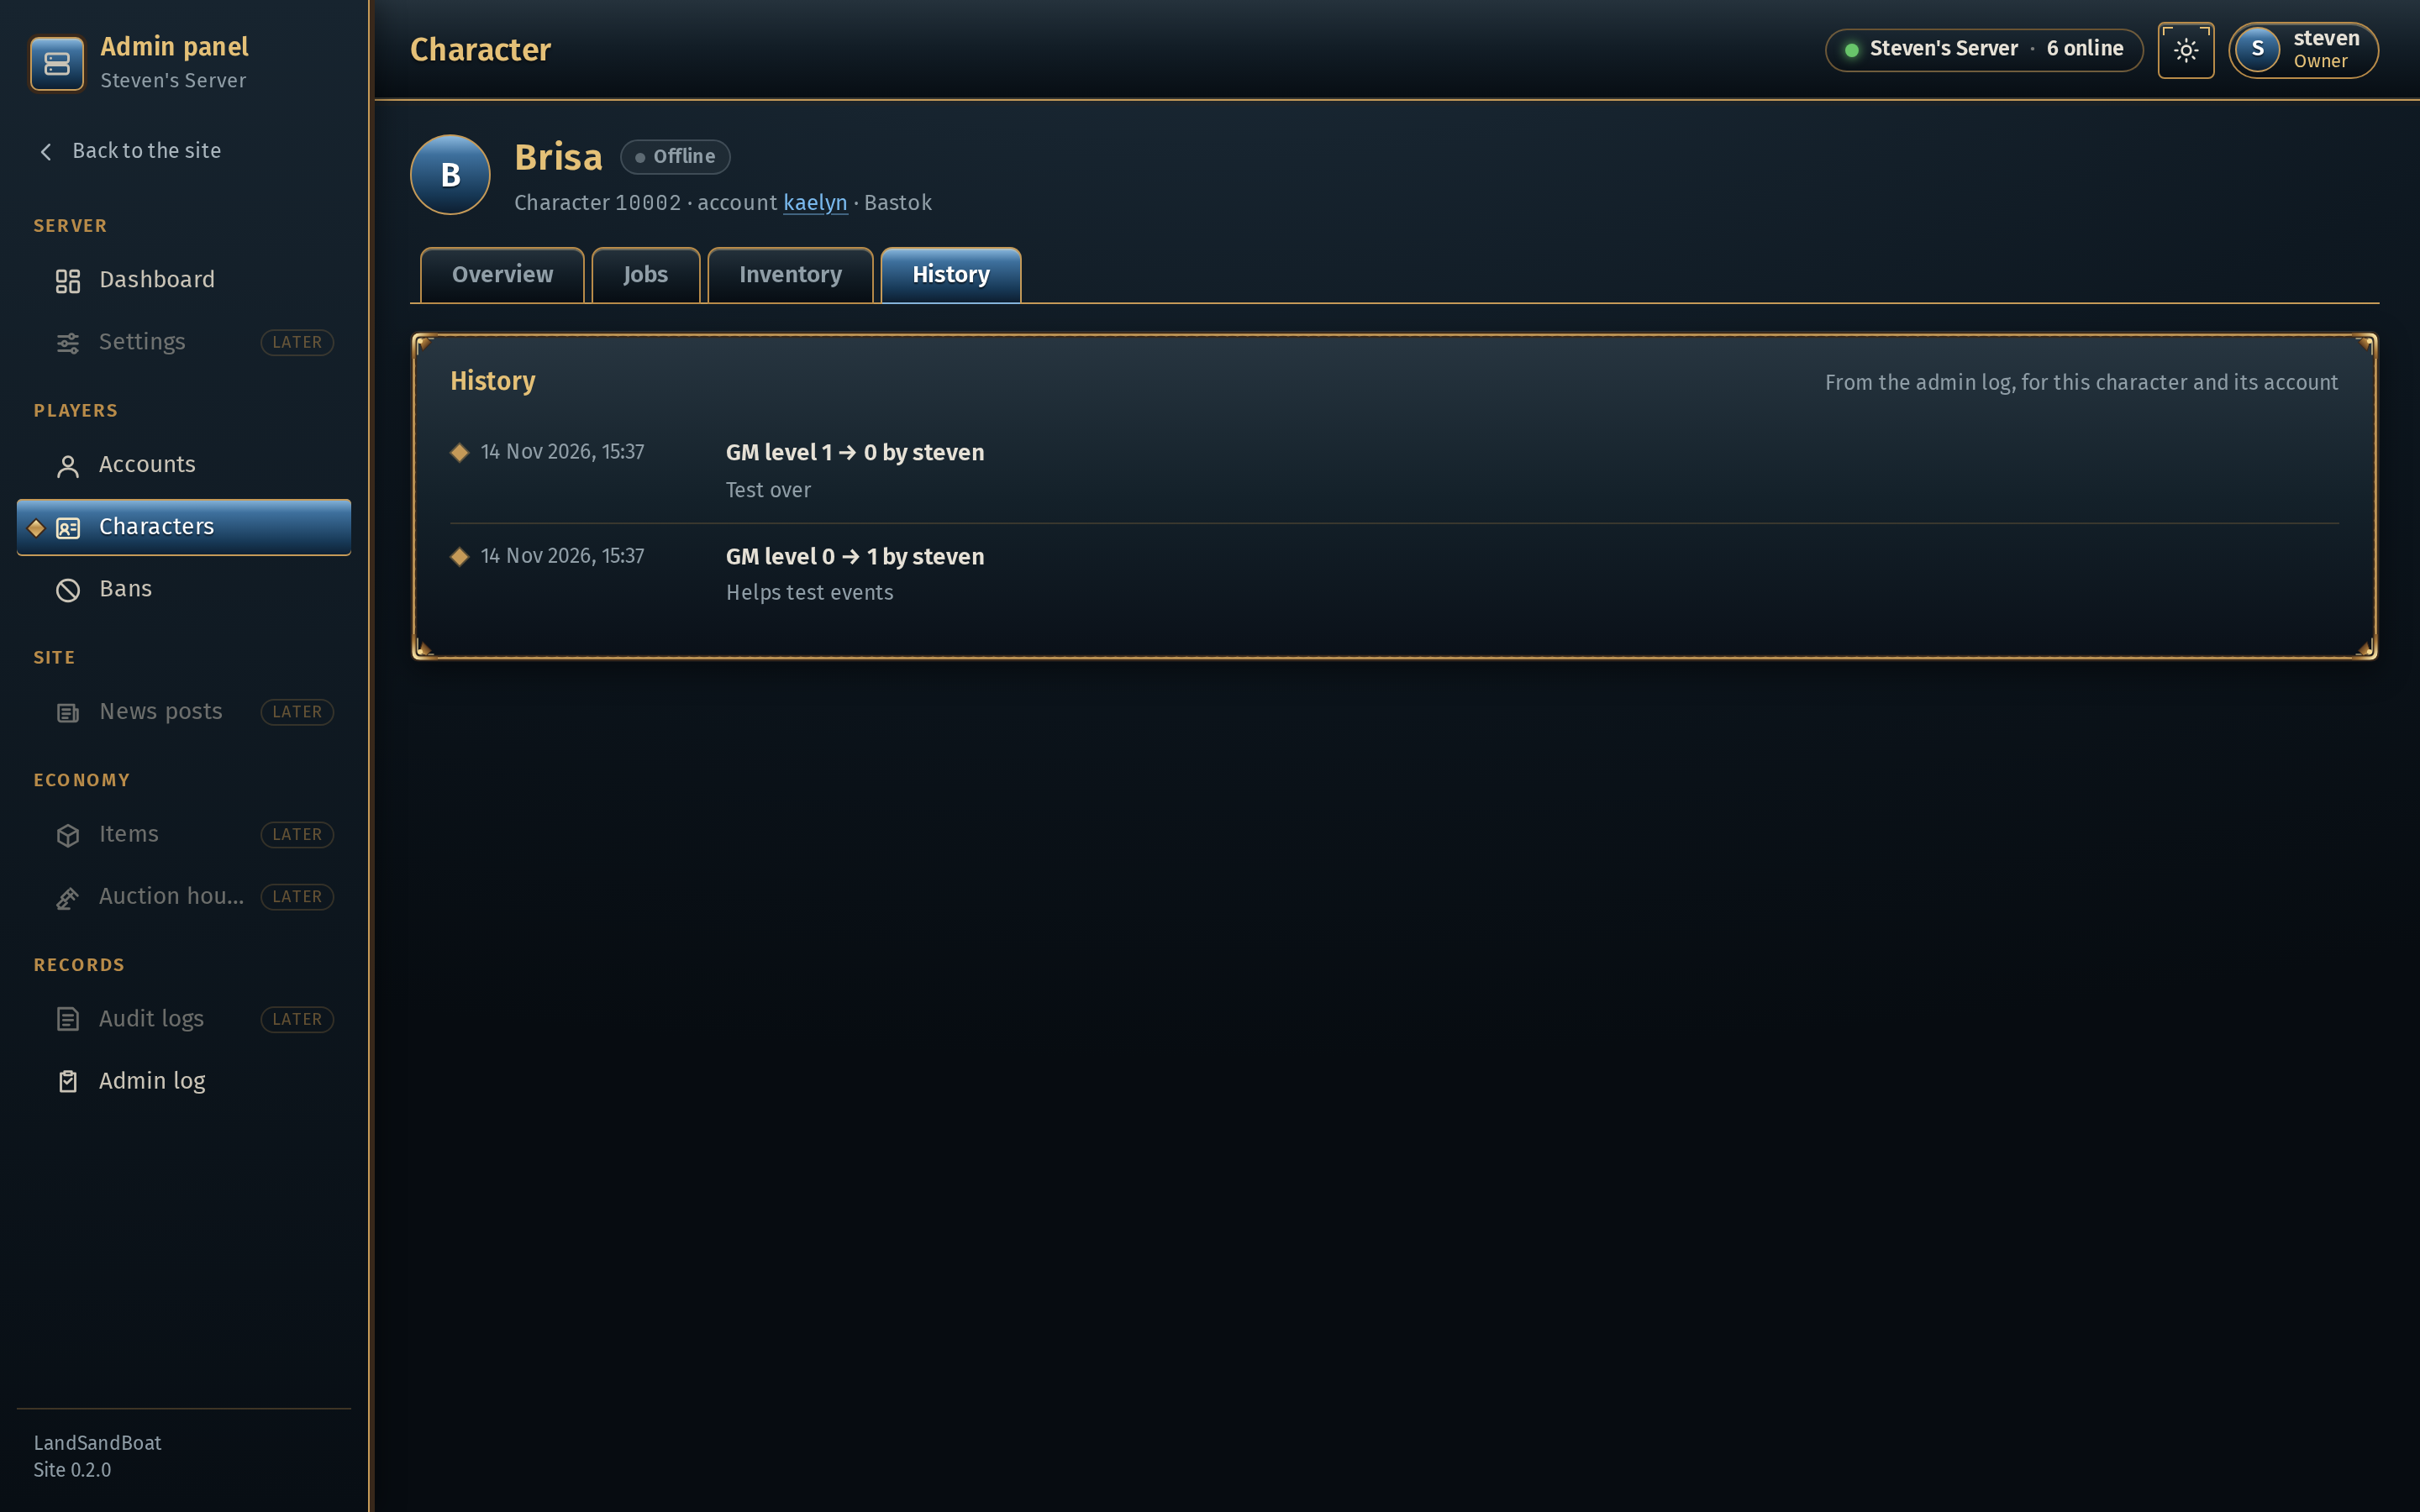 Admin panel
Steven's Server
Back to the site
SERVER
Dashboard
Settings LATER
PLAYERS
Accounts
Characters
Bans
SITE
News posts LATER
ECONOMY
Items LATER
Auction hou... LATER
RECORDS
Audit logs LATER
Admin log
LandSandBoat
Site 0.2.0
Character
Steven's Server · 6 online
S
steven
Owner
B
Brisa
Offline
Character 10002 · account kaelyn · Bastok
Overview
Jobs
Inventory
History
History
From the admin log, for this character and its account
14 Nov 2026, 15:37
GM level 1 → 0 by steven
Test over
14 Nov 2026, 15:37
GM level 0 → 1 by steven
Helps test events